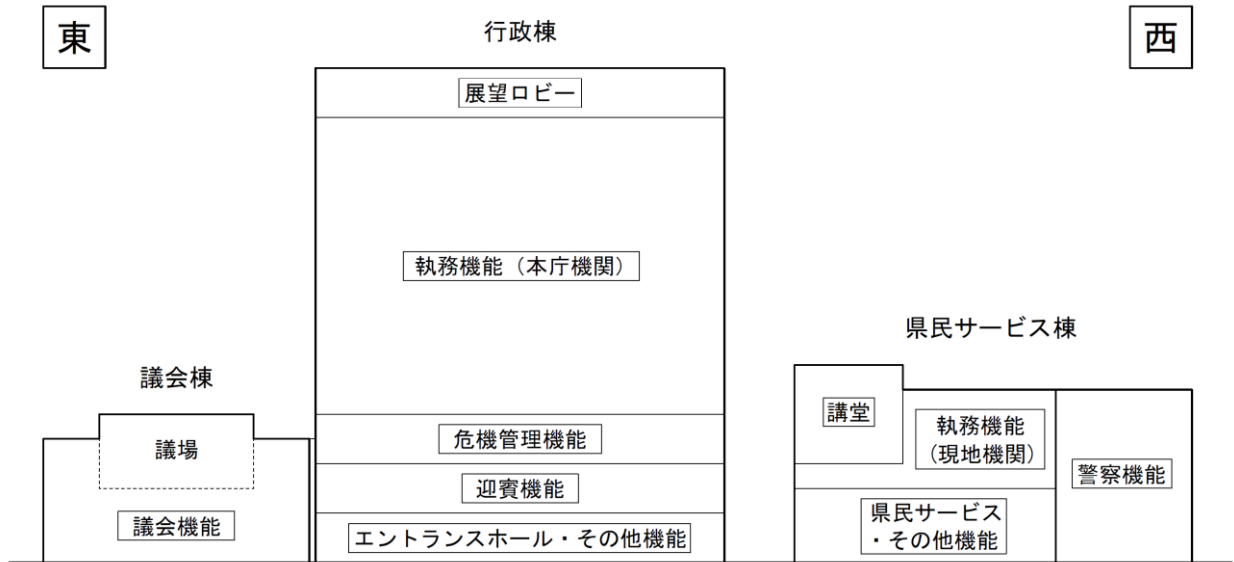 東
行政棟
西
展望ロビー
執務機能（本庁機関）
県民サービス棟
議会棟
講堂
執務機能
（現地機関）
議場
危機管理機能
警察機能
迎賓機能
議会機能
県民サービス
・その他機能
エントランスホール・その他機能